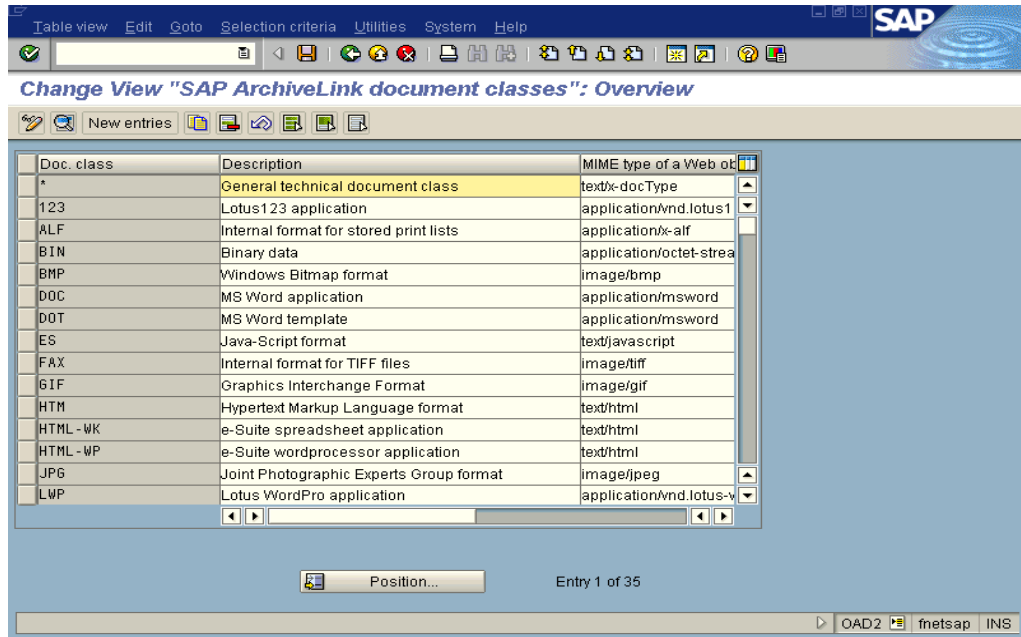 Table view Edit Goto Selection criteria Utilities System Help
SAP
Change View "SAP ArchiveLink document classes": Overview
New entries
Doc. class Description MIME type of a Web ob
* General technical document class text/x-docType
123 Lotus123 application application/vnd.lotus1
ALF Internal format for stored print lists application/x-alf
BIN Binary data application/octet-strea
BMP Windows Bitmap format image/bmp
DOC MS Word application application/msword
DOT MS Word template application/msword
ES Java-Script format text/javascript
FAX Internal format for TIFF files image/tiff
GIF Graphics Interchange Format image/gif
HTM Hypertext Markup Language format text/html
HTML-WK e-Suite spreadsheet application text/html
HTML-WP e-Suite wordprocessor application text/html
JPG Joint Photographic Experts Group format image/jpeg
LWP Lotus WordPro application application/vnd.lotus-w
Position... Entry 1 of 35
OAD2 fnetsap INS